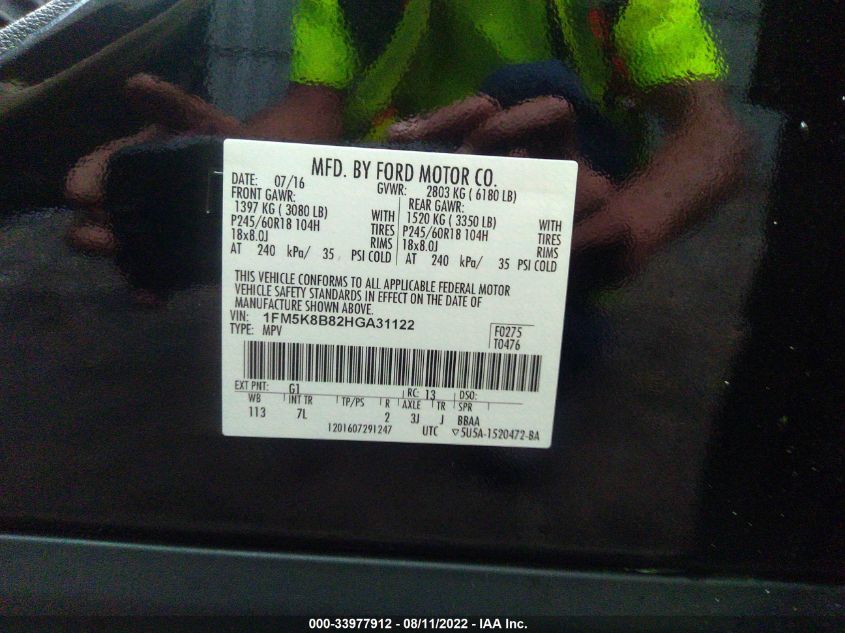 MFD. BY FORD MOTOR CO.
DATE: 07/16 GVWR: 2803 KG ( 6180 LB)
FRONT GAWR: REAR GAWR:
1397 KG ( 3080 LB) WITH 1520 KG ( 3350 LB) WITH
P245/60R18 104H TIRES P245/60R18 104H TIRES
18x8.0J RIMS 18x8.0J RIMS
AT 240 kPa/ 35 PSI COLD AT 240 kPa/ 35 PSI COLD
THIS VEHICLE CONFORMS TO ALL APPLICABLE FEDERAL MOTOR
VEHICLE SAFETY STANDARDS IN EFFECT ON THE DATE OF
MANUFACTURE SHOWN ABOVE.
VIN: 1FM5K8B82HGA31122
TYPE: MPV
F0275
T0476
EXT PNT: G1 RC: 13 DSO:
WB INT TR TP/PS R AXLE TR SPR
113 7L 2 3J J BBAA
1201607291247 UTC ▽5U5A-1520472-BA
000-33977912 - 08/11/2022 - IAA Inc.